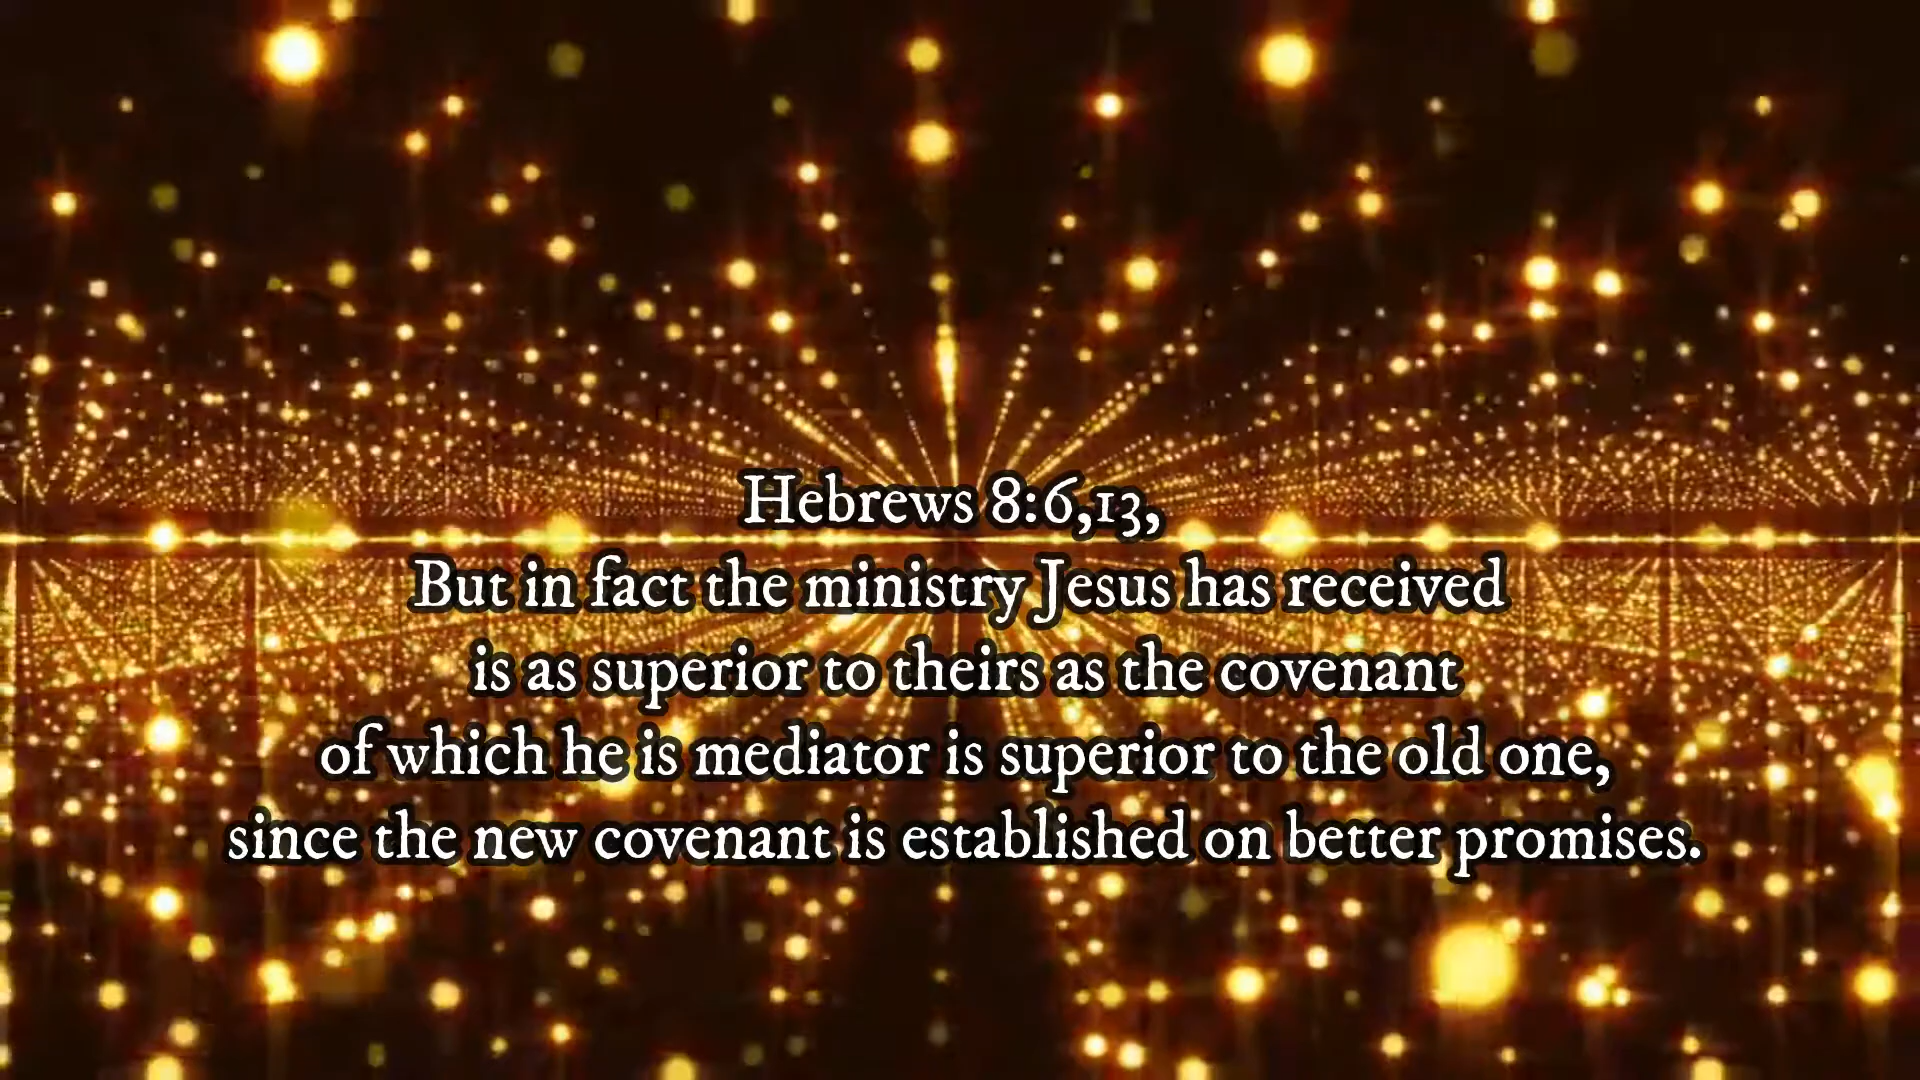 Hebrews 8:6,13,
But in fact the ministry Jesus has received
is as superior to theirs as the covenant
of which he is mediator is superior to the old one,
since the new covenant is established on better promises.